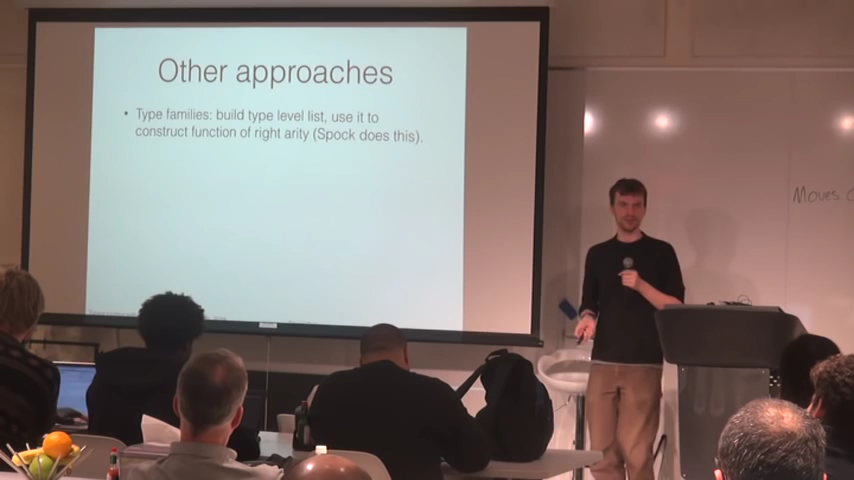 Other approaches
• Type families: build type level list, use it to
construct function of right arity (Spock does this).
Moves